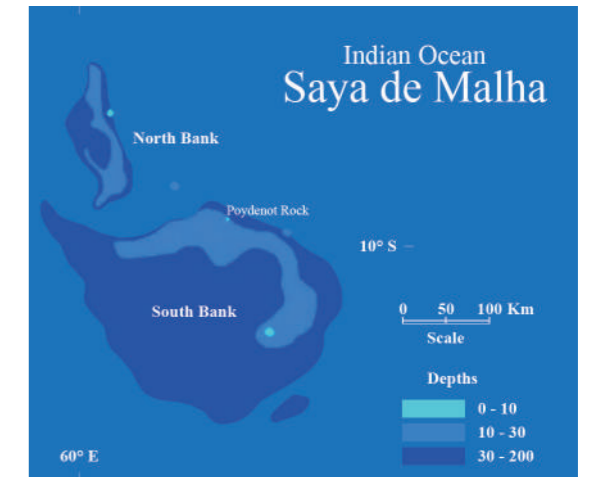 Indian Ocean
Saya de Malha
North Bank
Poydenot Rock
10° S
South Bank
0 50 100 Km
Scale
Depths
0 - 10
10 - 30
30 - 200
60° E